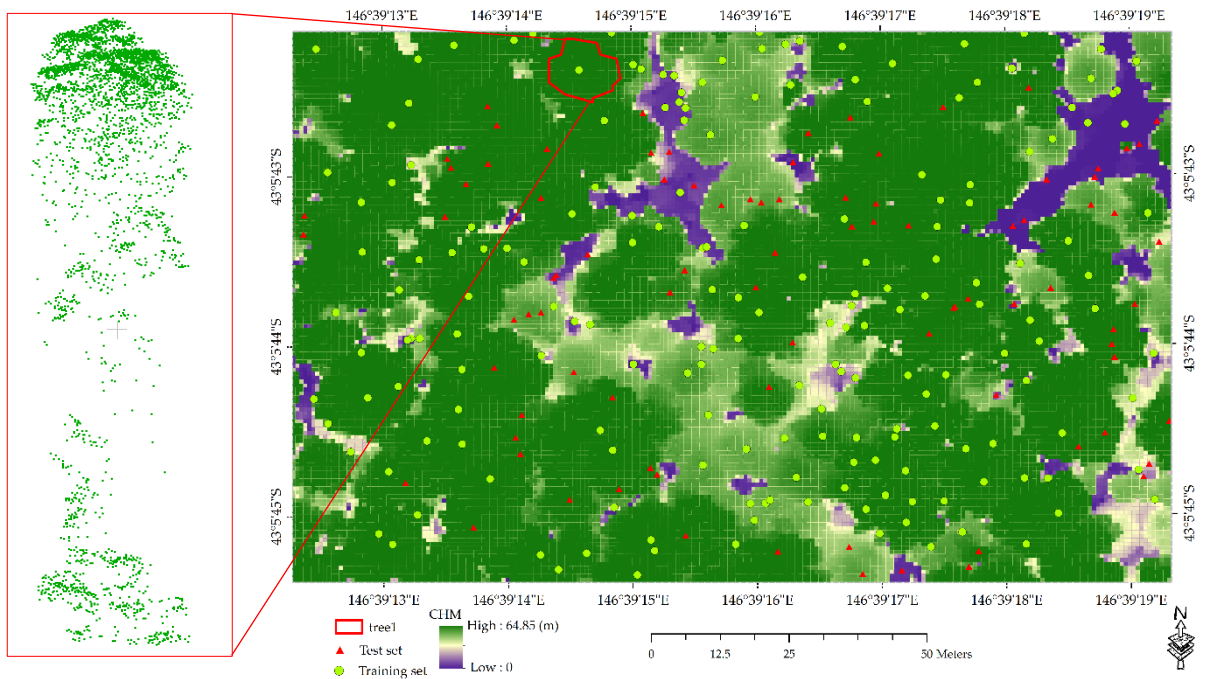 146°39'13"E 146°39'14"E 146°39'15"E 146°39'16"E 146°39'17"E 146°39'18"E 146°39'19"E
43°5'43"S
43°5'43"S
43°5'44"S
43°5'44"S
43°5'45"S
43°5'45"S
146°39'13"E 146°39'14"E 146°39'15"E 146°39'16"E 146°39'17"E 146°39'18"E 146°39'19"E
tree1
Test set
Training set
CHM
High : 64.85 (m)
Low : 0
0 12.5 25 50 Meters
N